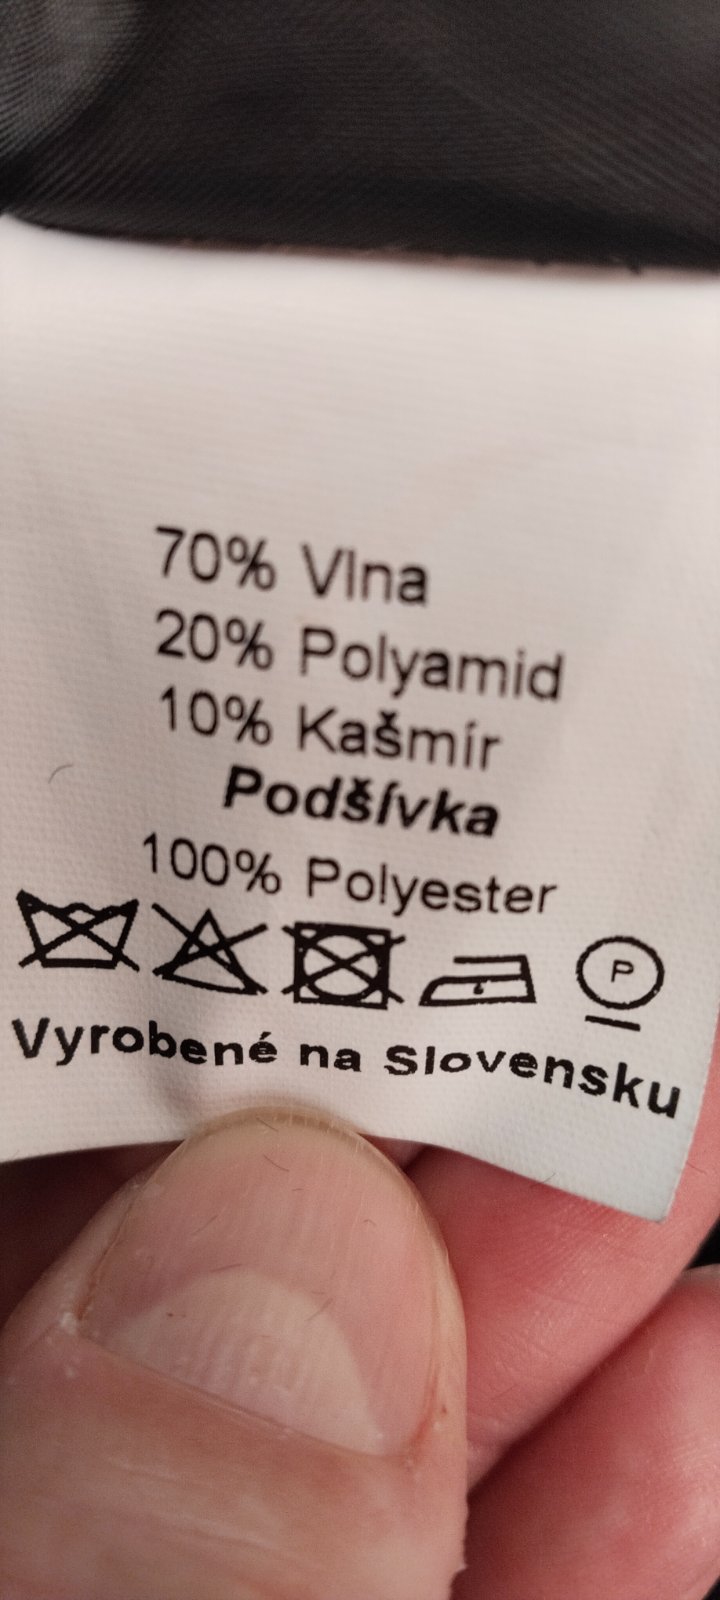 70% Vlna
20% Polyamid
10% Kašmír
Podšívka
100% Polyester
P
Vyrobené na Slovensku